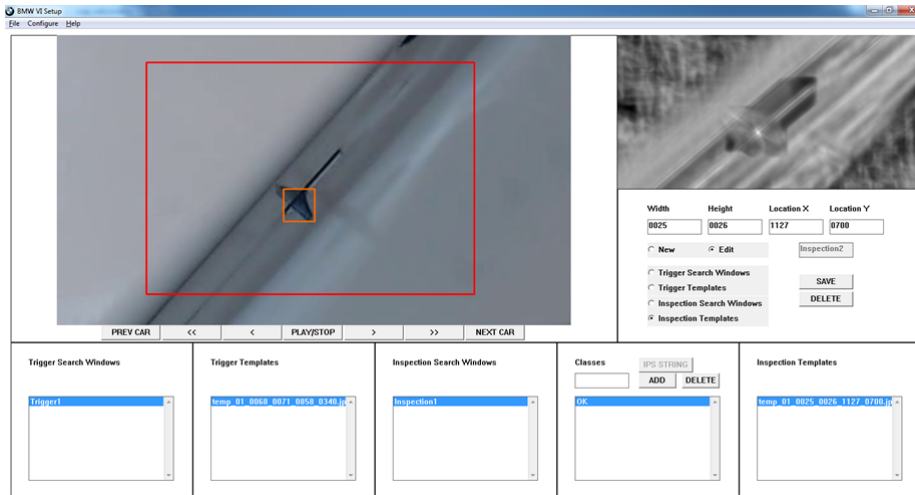 BMW VI Setup
File Configure Help
Width Height Location X Location Y
0025 0026 1127 0700
New Edit Inspection2
Trigger Search Windows
Trigger Templates
Inspection Search Windows
Inspection Templates
SAVE
DELETE
PREV CAR << < PLAY/STOP > >> NEXT CAR
Trigger Search Windows
Trigger1
Trigger Templates
temp_01_0068_0071_0858_0340.jp
Inspection Search Windows
Inspection1
Classes
IPS STRING
ADD DELETE
OK
Inspection Templates
temp_01_0025_0026_1127_0700.jp